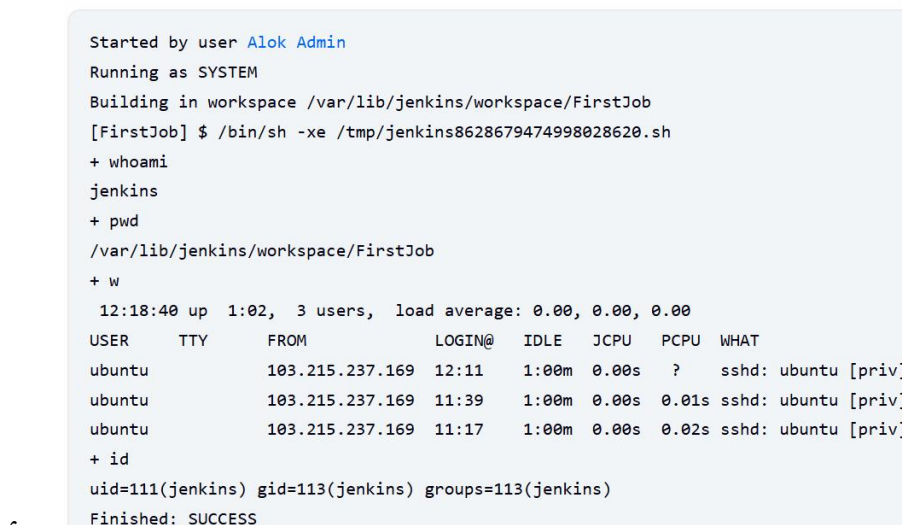 Started by user Alok Admin
Running as SYSTEM
Building in workspace /var/lib/jenkins/workspace/FirstJob
[FirstJob] $ /bin/sh -xe /tmp/jenkins8628679474998028620.sh
+ whoami
jenkins
+ pwd
/var/lib/jenkins/workspace/FirstJob
+ w
 12:18:40 up  1:02,  3 users,  load average: 0.00, 0.00, 0.00
USER     TTY      FROM             LOGIN@   IDLE   JCPU   PCPU  WHAT
ubuntu            103.215.237.169  12:11    1:00m  0.00s   ?    sshd: ubuntu [priv]
ubuntu            103.215.237.169  11:39    1:00m  0.00s  0.01s sshd: ubuntu [priv]
ubuntu            103.215.237.169  11:17    1:00m  0.00s  0.02s sshd: ubuntu [priv]
+ id
uid=111(jenkins) gid=113(jenkins) groups=113(jenkins)
Finished: SUCCESS